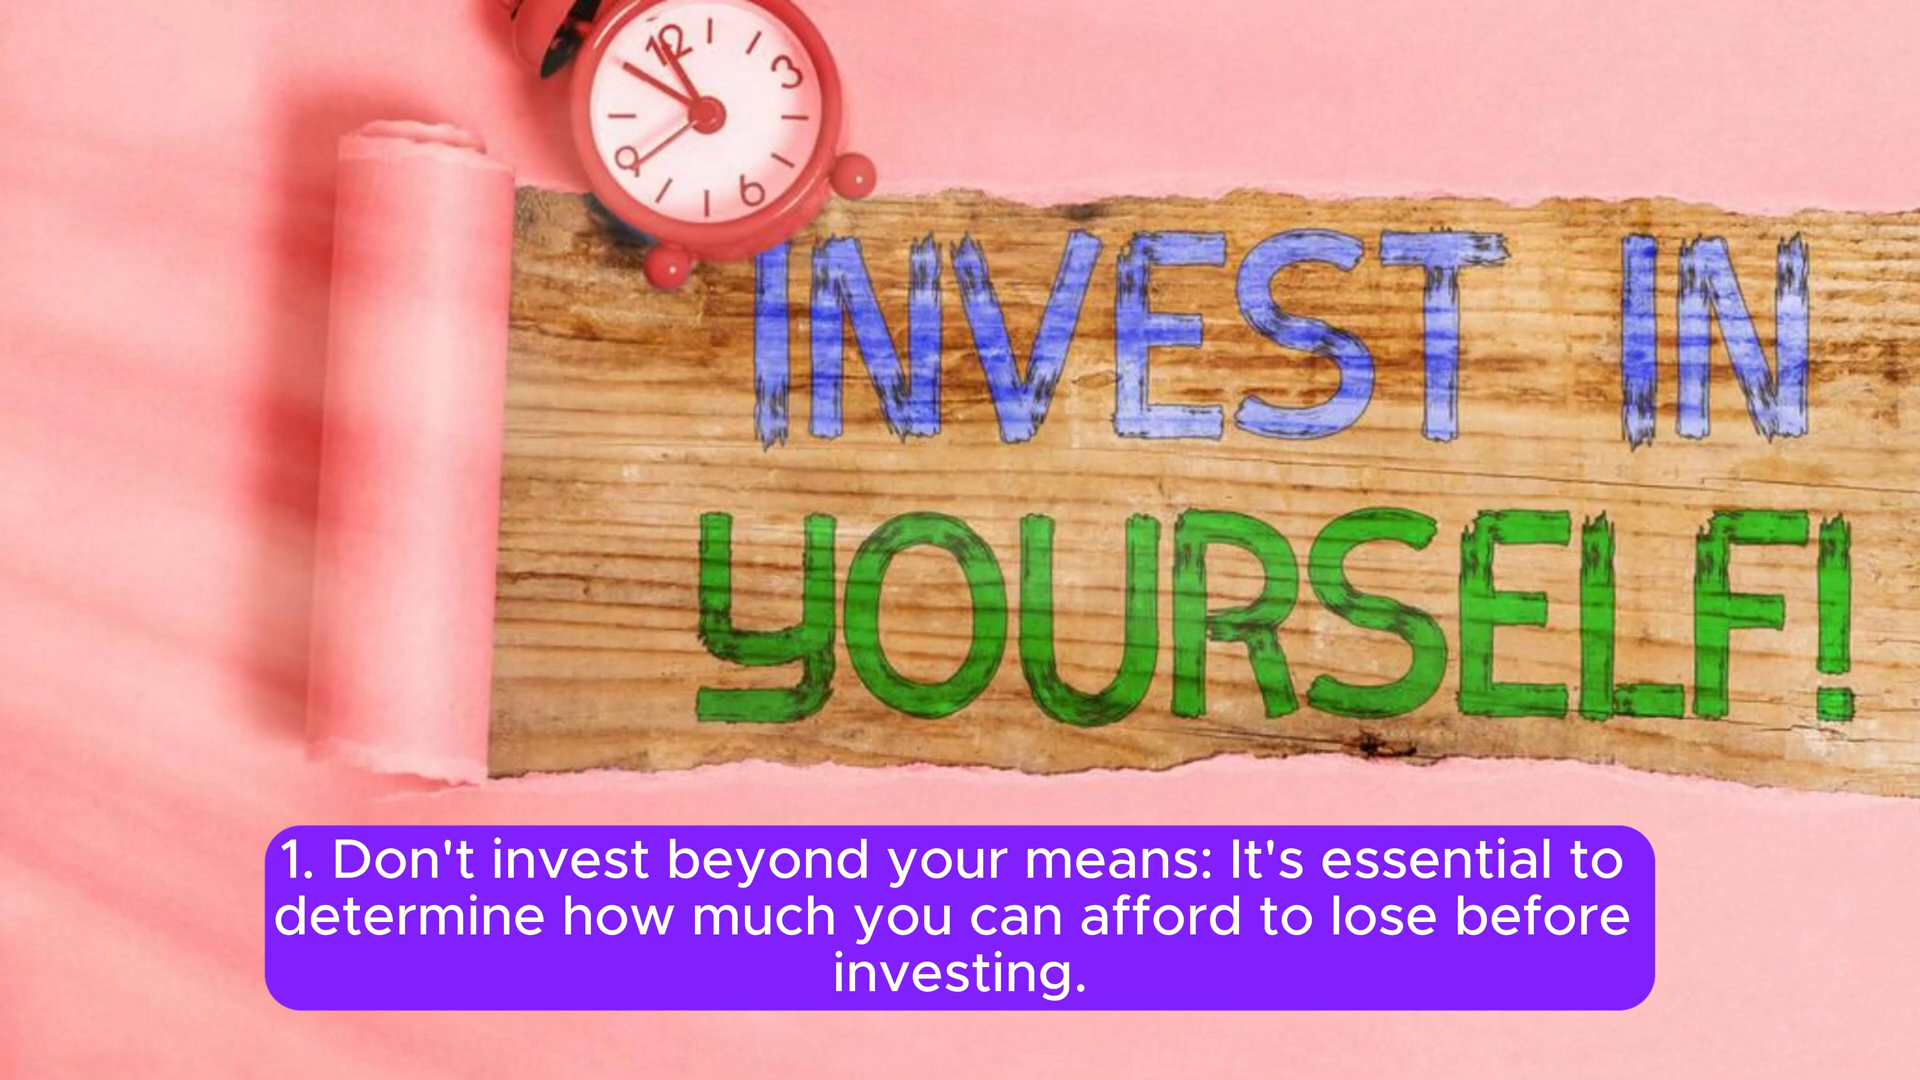 12
3
9
6
INVEST IN
YOURSELF!
1. Don't invest beyond your means: It's essential to
determine how much you can afford to lose before
investing.